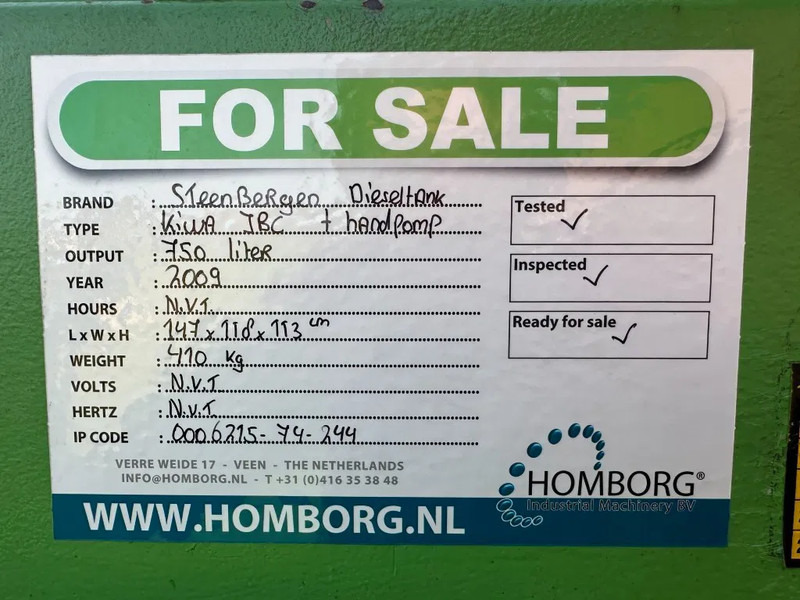 FOR SALE
BRAND : SteenBergen Dieseltank
TYPE : Kiwa IBC + handpomp
OUTPUT : 750 liter
YEAR : 2009
HOURS : N.V.T.
L x W x H : 147 x 118 x 113 cm
WEIGHT : 410 kg
VOLTS : N.V.T.
HERTZ : N.V.T.
IP CODE : 0006215-74-244
Tested ✓
Inspected ✓
Ready for sale ✓
VERRE WEIDE 17 - VEEN - THE NETHERLANDS
INFO@HOMBORG.NL - T +31 (0)416 35 38 48
WWW.HOMBORG.NL
HOMBORG®
Industrial Machinery BV